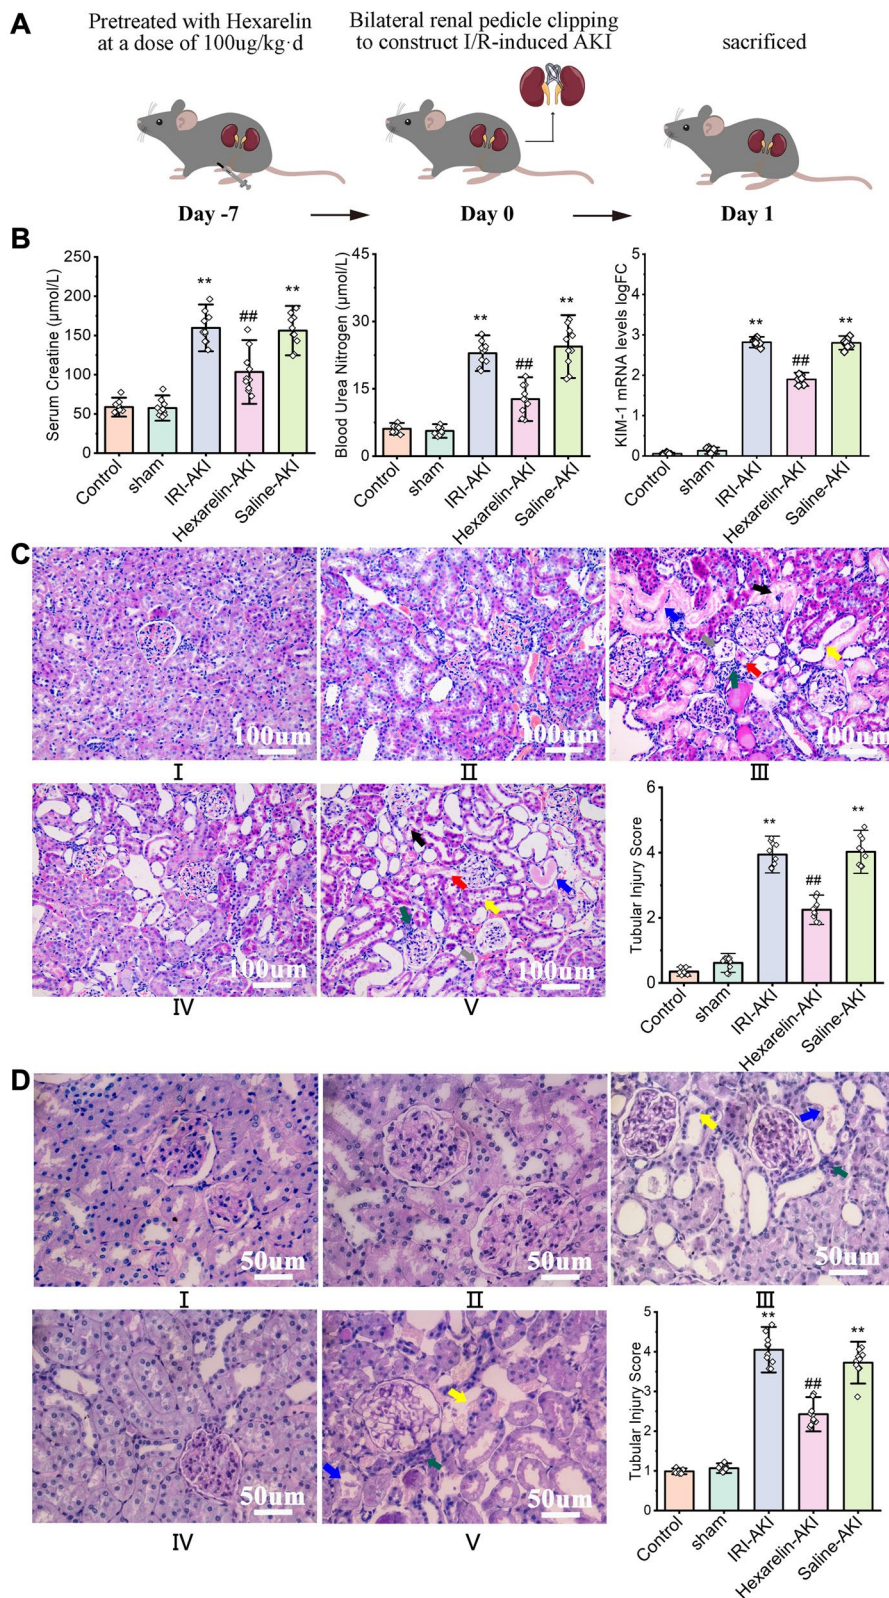 A
Pretreated with Hexarelin
at a dose of 100ug/kg·d
Bilateral renal pedicle clipping
to construct I/R-induced AKI
sacrificed
Day -7
Day 0
Day 1
B
Serum Creatine (μmol/L)
250
200
150
100
50
0
**
##
**
Control
sham
IRI-AKI
Hexarelin-AKI
Saline-AKI
Blood Urea Nitrogen (μmol/L)
45
30
15
0
**
##
**
Control
sham
IRI-AKI
Hexarelin-AKI
Saline-AKI
KIM-1 mRNA levels logFC
5
4
3
2
1
0
**
##
**
Control
sham
IRI-AKI
Hexarelin-AKI
Saline-AKI
C
100um
I
100um
II
100um
III
100um
IV
100um
V
Tubular Injury Score
6
4
2
0
**
##
**
Control
sham
IRI-AKI
Hexarelin-AKI
Saline-AKI
D
50um
I
50um
II
50um
III
50um
IV
50um
V
Tubular Injury Score
5
4
3
2
1
0
**
##
**
Control
sham
IRI-AKI
Hexarelin-AKI
Saline-AKI